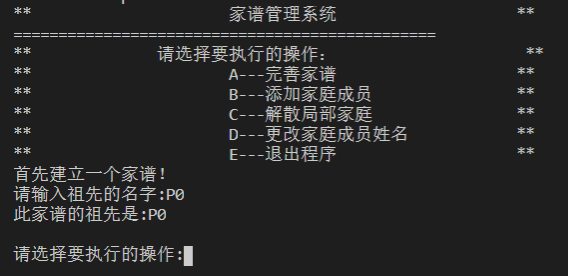 **                      家谱管理系统                    **
===============================================
**              请选择要执行的操作:                      **
**                      A---完善家谱                    **
**                      B---添加家庭成员                **
**                      C---解散局部家庭                **
**                      D---更改家庭成员姓名            **
**                      E---退出程序                    **
首先建立一个家谱!
请输入祖先的名字:P0
此家谱的祖先是:P0
请选择要执行的操作: